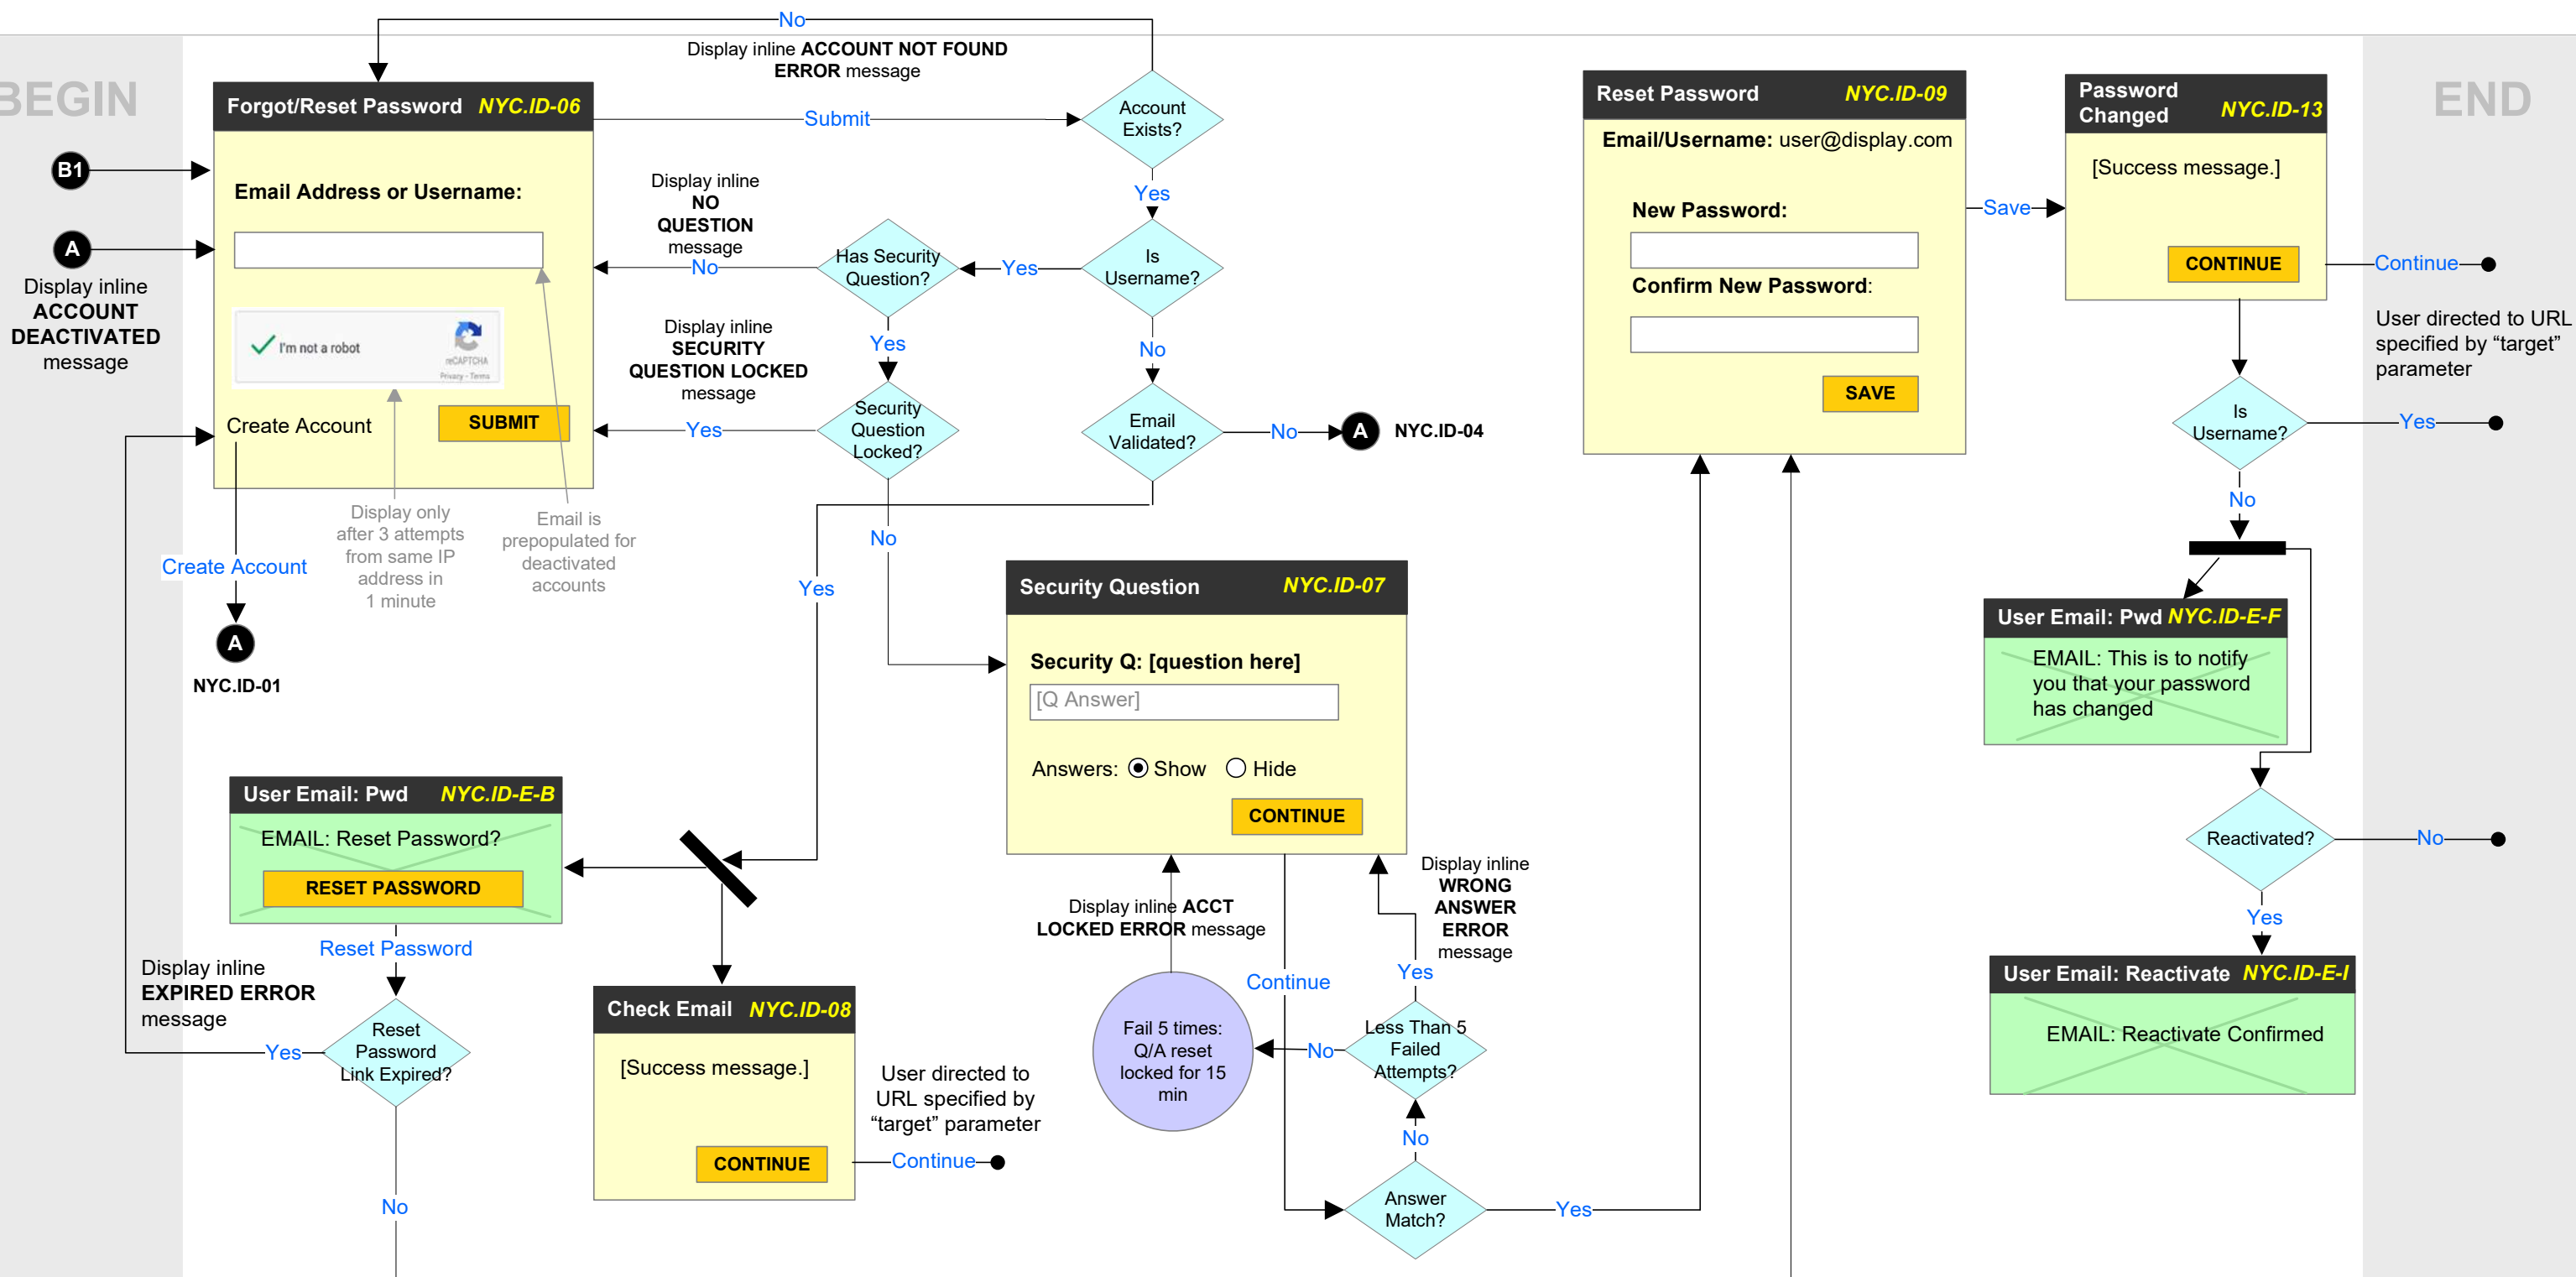 BEGIN
END
No
Display inline ACCOUNT NOT FOUND
ERROR message
Forgot/Reset Password NYC.ID-06
Submit
Account
Exists?
B1
A
Display inline
ACCOUNT
DEACTIVATED
message
Email Address or Username:
I'm not a robot
reCAPTCHA
Privacy - Terms
Create Account
SUBMIT
Display only
after 3 attempts
from same IP
address in
1 minute
Email is
prepopulated for
deactivated
accounts
Create Account
A
NYC.ID-01
Yes
Display inline
NO
QUESTION
message
No
Has Security
Question?
Yes
Is
Username?
Yes
No
Display inline
SECURITY
QUESTION LOCKED
message
Yes
Security
Question
Locked?
Email
Validated?
No
A
NYC.ID-04
No
Yes
Security Question NYC.ID-07
Security Q: [question here]
[Q Answer]
Answers: Show Hide
CONTINUE
Display inline ACCT
LOCKED ERROR message
Continue
Display inline
WRONG
ANSWER
ERROR
message
Yes
Fail 5 times:
Q/A reset
locked for 15
min
No
Less Than 5
Failed
Attempts?
No
Answer
Match?
Yes
User Email: Pwd NYC.ID-E-B
EMAIL: Reset Password?
RESET PASSWORD
Reset Password
Display inline
EXPIRED ERROR
message
Yes
Reset
Password
Link Expired?
No
Check Email NYC.ID-08
[Success message.]
CONTINUE
User directed to
URL specified by
“target” parameter
Continue
Reset Password NYC.ID-09
Email/Username: user@display.com
New Password:
Confirm New Password:
SAVE
Save
Password
Changed NYC.ID-13
[Success message.]
CONTINUE
Continue
User directed to URL
specified by “target”
parameter
Is
Username?
Yes
No
User Email: Pwd NYC.ID-E-F
EMAIL: This is to notify
you that your password
has changed
Reactivated?
No
Yes
User Email: Reactivate NYC.ID-E-I
EMAIL: Reactivate Confirmed